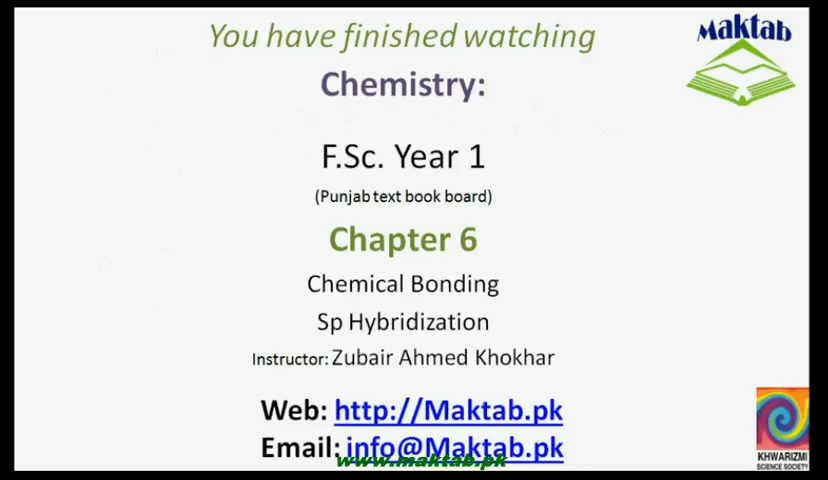 You have finished watching
Maktab
Chemistry:
F.Sc. Year 1
(Punjab text book board)
Chapter 6
Chemical Bonding
Sp Hybridization
Instructor: Zubair Ahmed Khokhar
Web: http://Maktab.pk
Email: info@Maktab.pk
www.maktab.pk
KHWARIZMI
SCIENCE SOCIETY